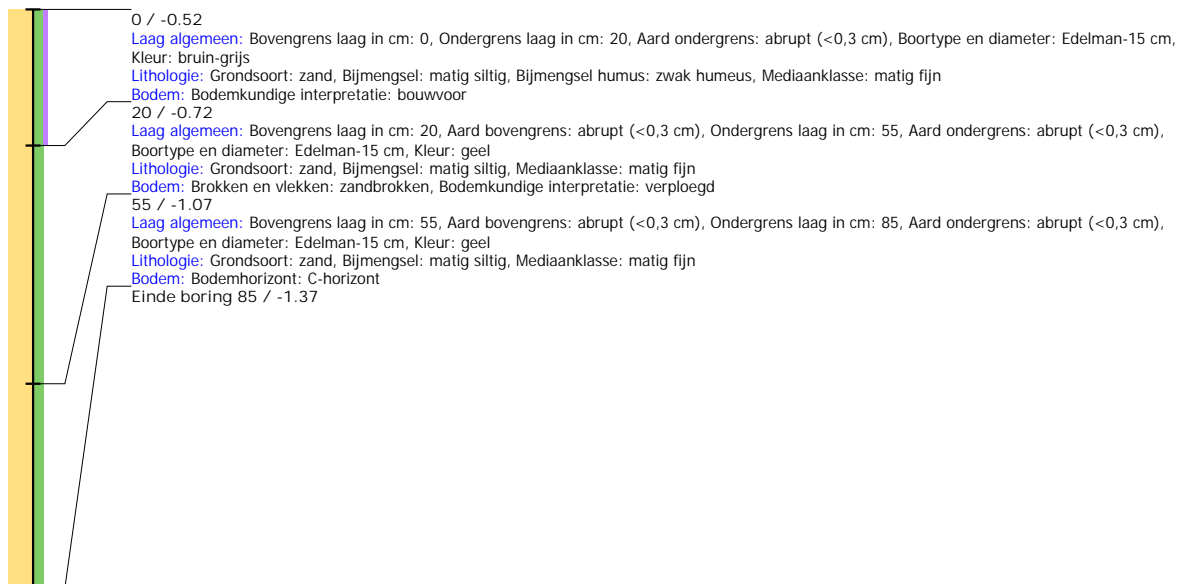 0 / -0.52
Laag algemeen: Bovengrens laag in cm: 0, Ondergrens laag in cm: 20, Aard ondergrens: abrupt (<0,3 cm), Boortype en diameter: Edelman-15 cm,
Kleur: bruin-grijs
Lithologie: Grondsoort: zand, Bijmengsel: matig siltig, Bijmengsel humus: zwak humeus, Mediaanklasse: matig fijn
Bodem: Bodemkundige interpretatie: bouwvoor
20 / -0.72
Laag algemeen: Bovengrens laag in cm: 20, Aard bovengrens: abrupt (<0,3 cm), Ondergrens laag in cm: 55, Aard ondergrens: abrupt (<0,3 cm),
Boortype en diameter: Edelman-15 cm, Kleur: geel
Lithologie: Grondsoort: zand, Bijmengsel: matig siltig, Mediaanklasse: matig fijn
Bodem: Brokken en vlekken: zandbrokken, Bodemkundige interpretatie: verploegd
55 / -1.07
Laag algemeen: Bovengrens laag in cm: 55, Aard bovengrens: abrupt (<0,3 cm), Ondergrens laag in cm: 85, Aard ondergrens: abrupt (<0,3 cm),
Boortype en diameter: Edelman-15 cm, Kleur: geel
Lithologie: Grondsoort: zand, Bijmengsel: matig siltig, Mediaanklasse: matig fijn
Bodem: Bodemhorizont: C-horizont
Einde boring 85 / -1.37